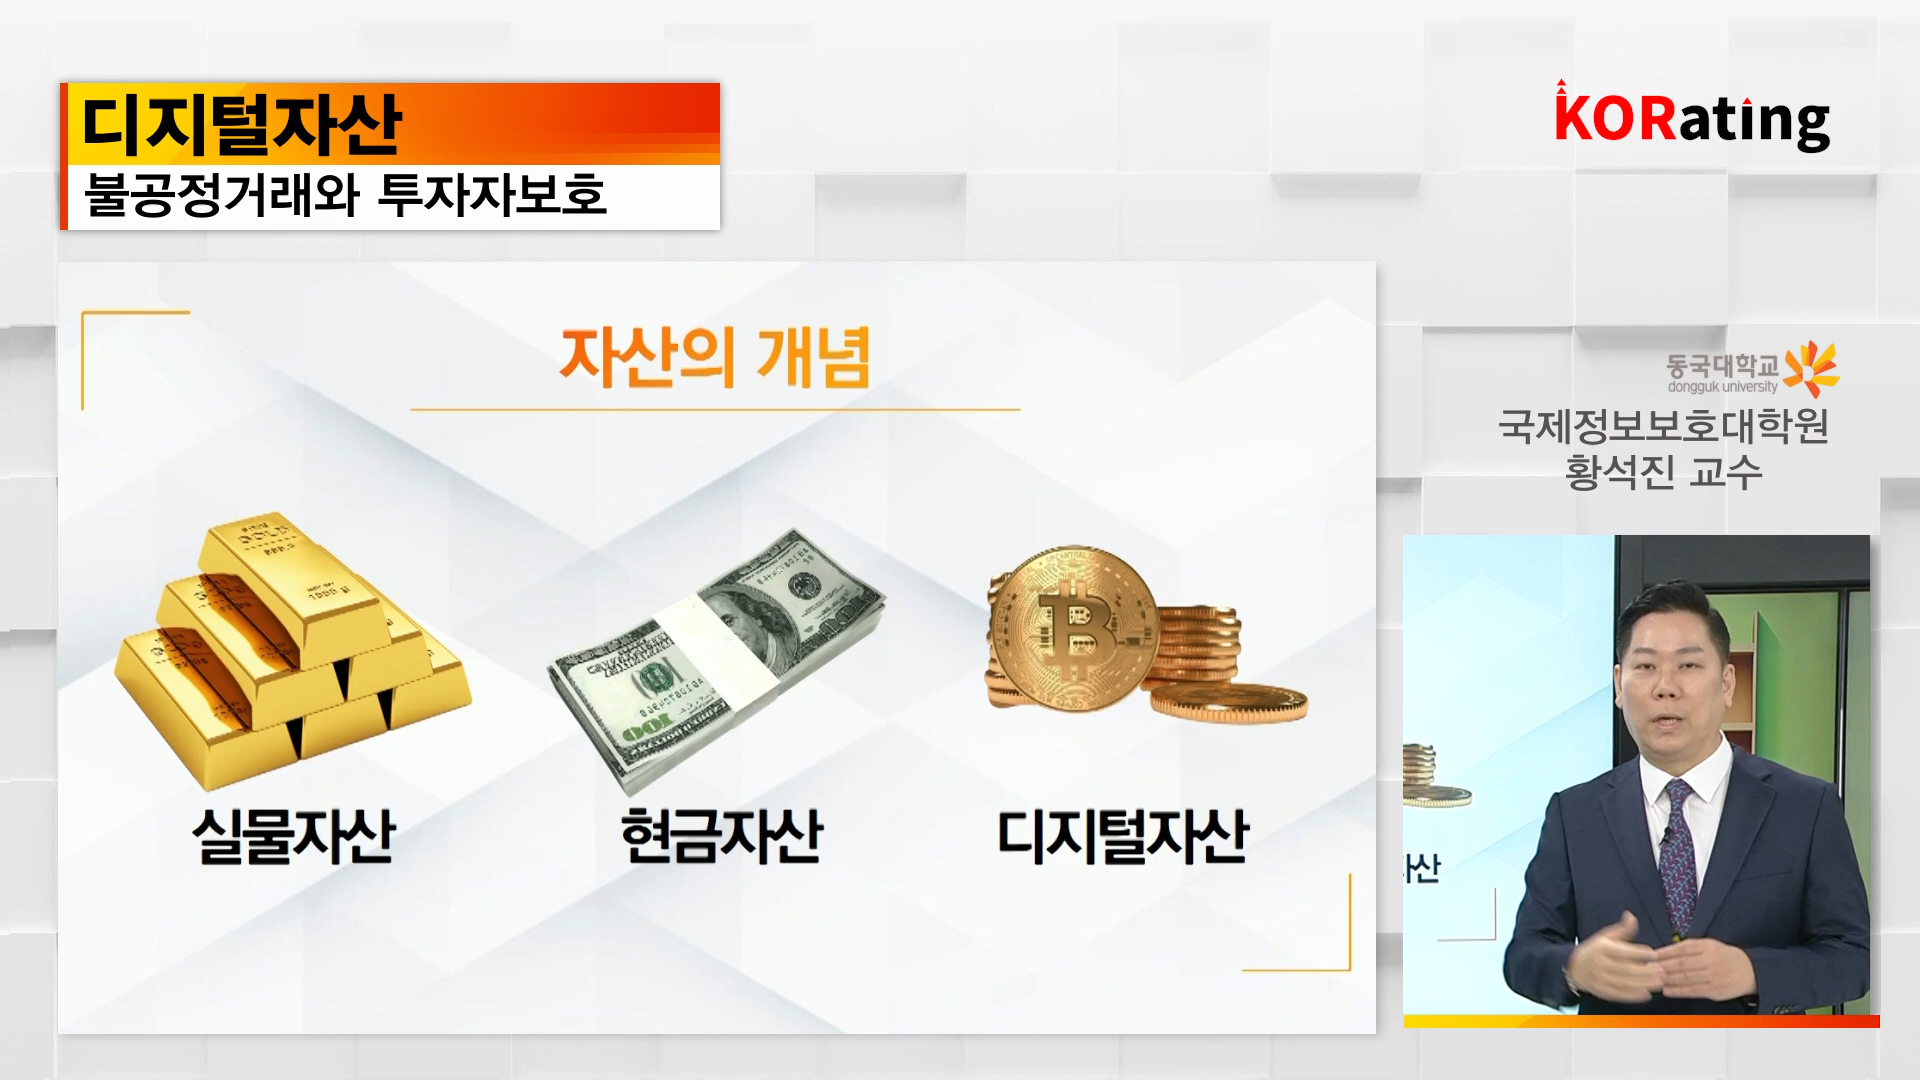 디지털자산
불공정거래와 투자자보호
KORating
자산의 개념
실물자산
현금자산
디지털자산
동국대학교
dongguk university
국제정보보호대학원
황석진 교수
자산